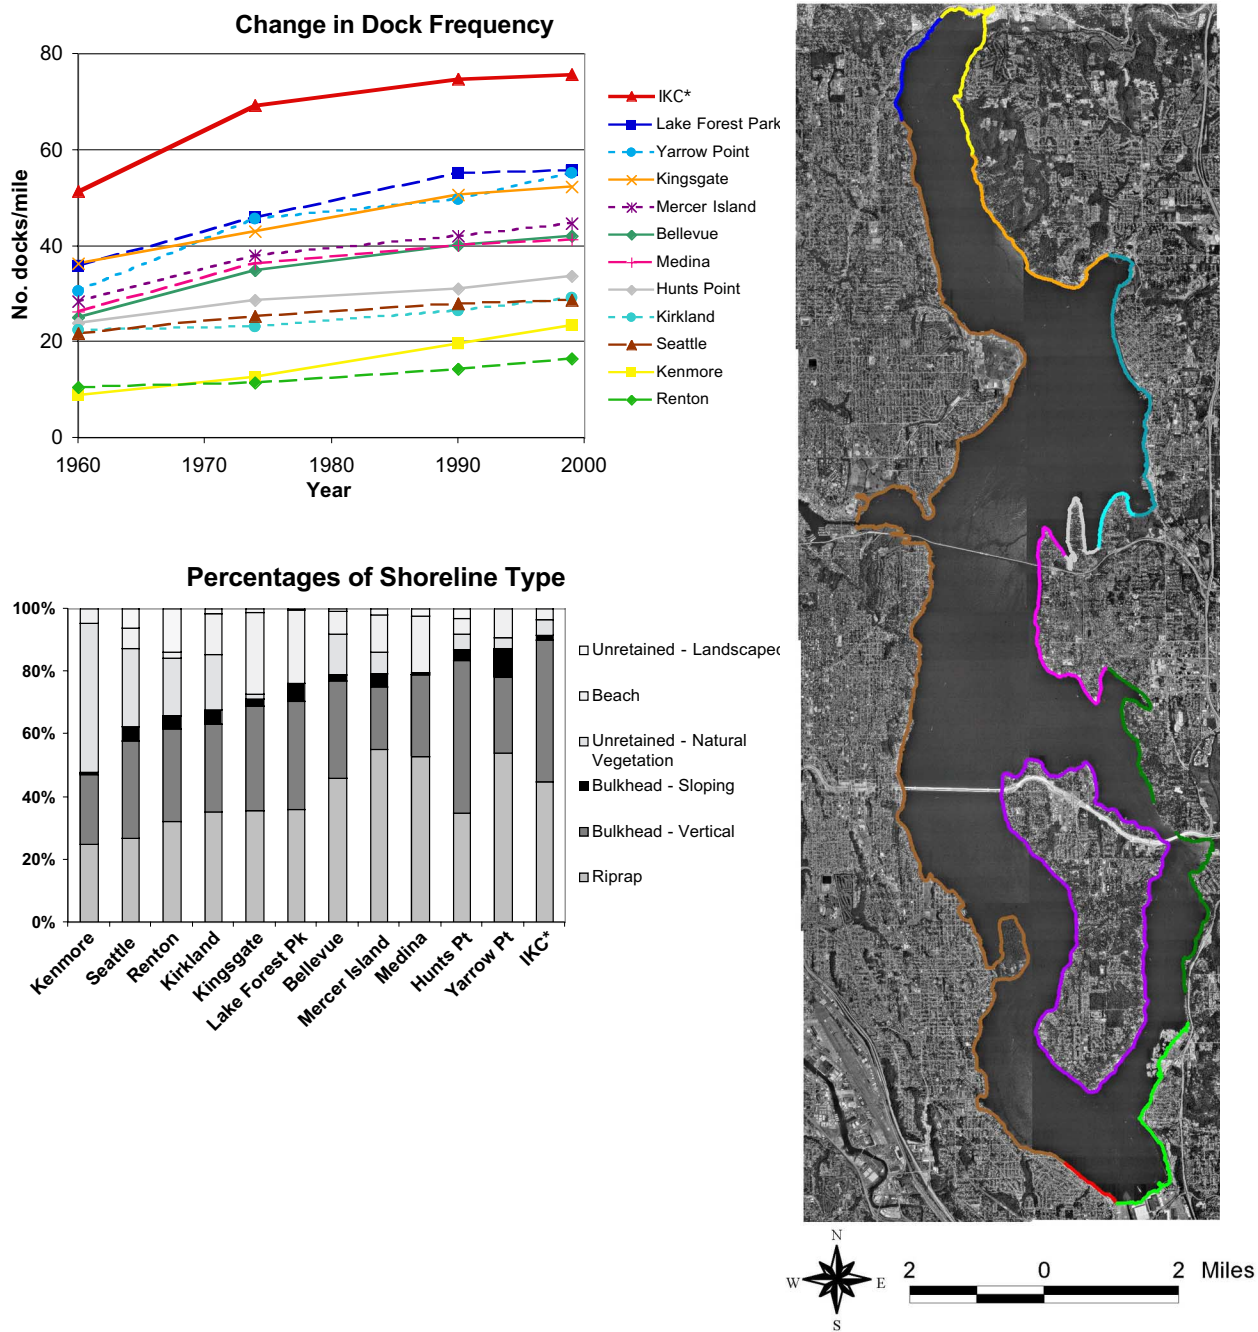 Change in Dock Frequency
80
60
40
20
0
No. docks/mile
1960
1970
1980
1990
2000
Year
IKC*
Lake Forest Park
Yarrow Point
Kingsgate
Mercer Island
Bellevue
Medina
Hunts Point
Kirkland
Seattle
Kenmore
Renton
Percentages of Shoreline Type
100%
80%
60%
40%
20%
0%
Kenmore
Seattle
Renton
Kirkland
Kingsgate
Lake Forest Pk
Bellevue
Mercer Island
Medina
Hunts Pt
Yarrow Pt
IKC*
Unretained - Landscaped
Beach
Unretained - Natural
Vegetation
Bulkhead - Sloping
Bulkhead - Vertical
Riprap
N
W
E
S
2 0 2 Miles